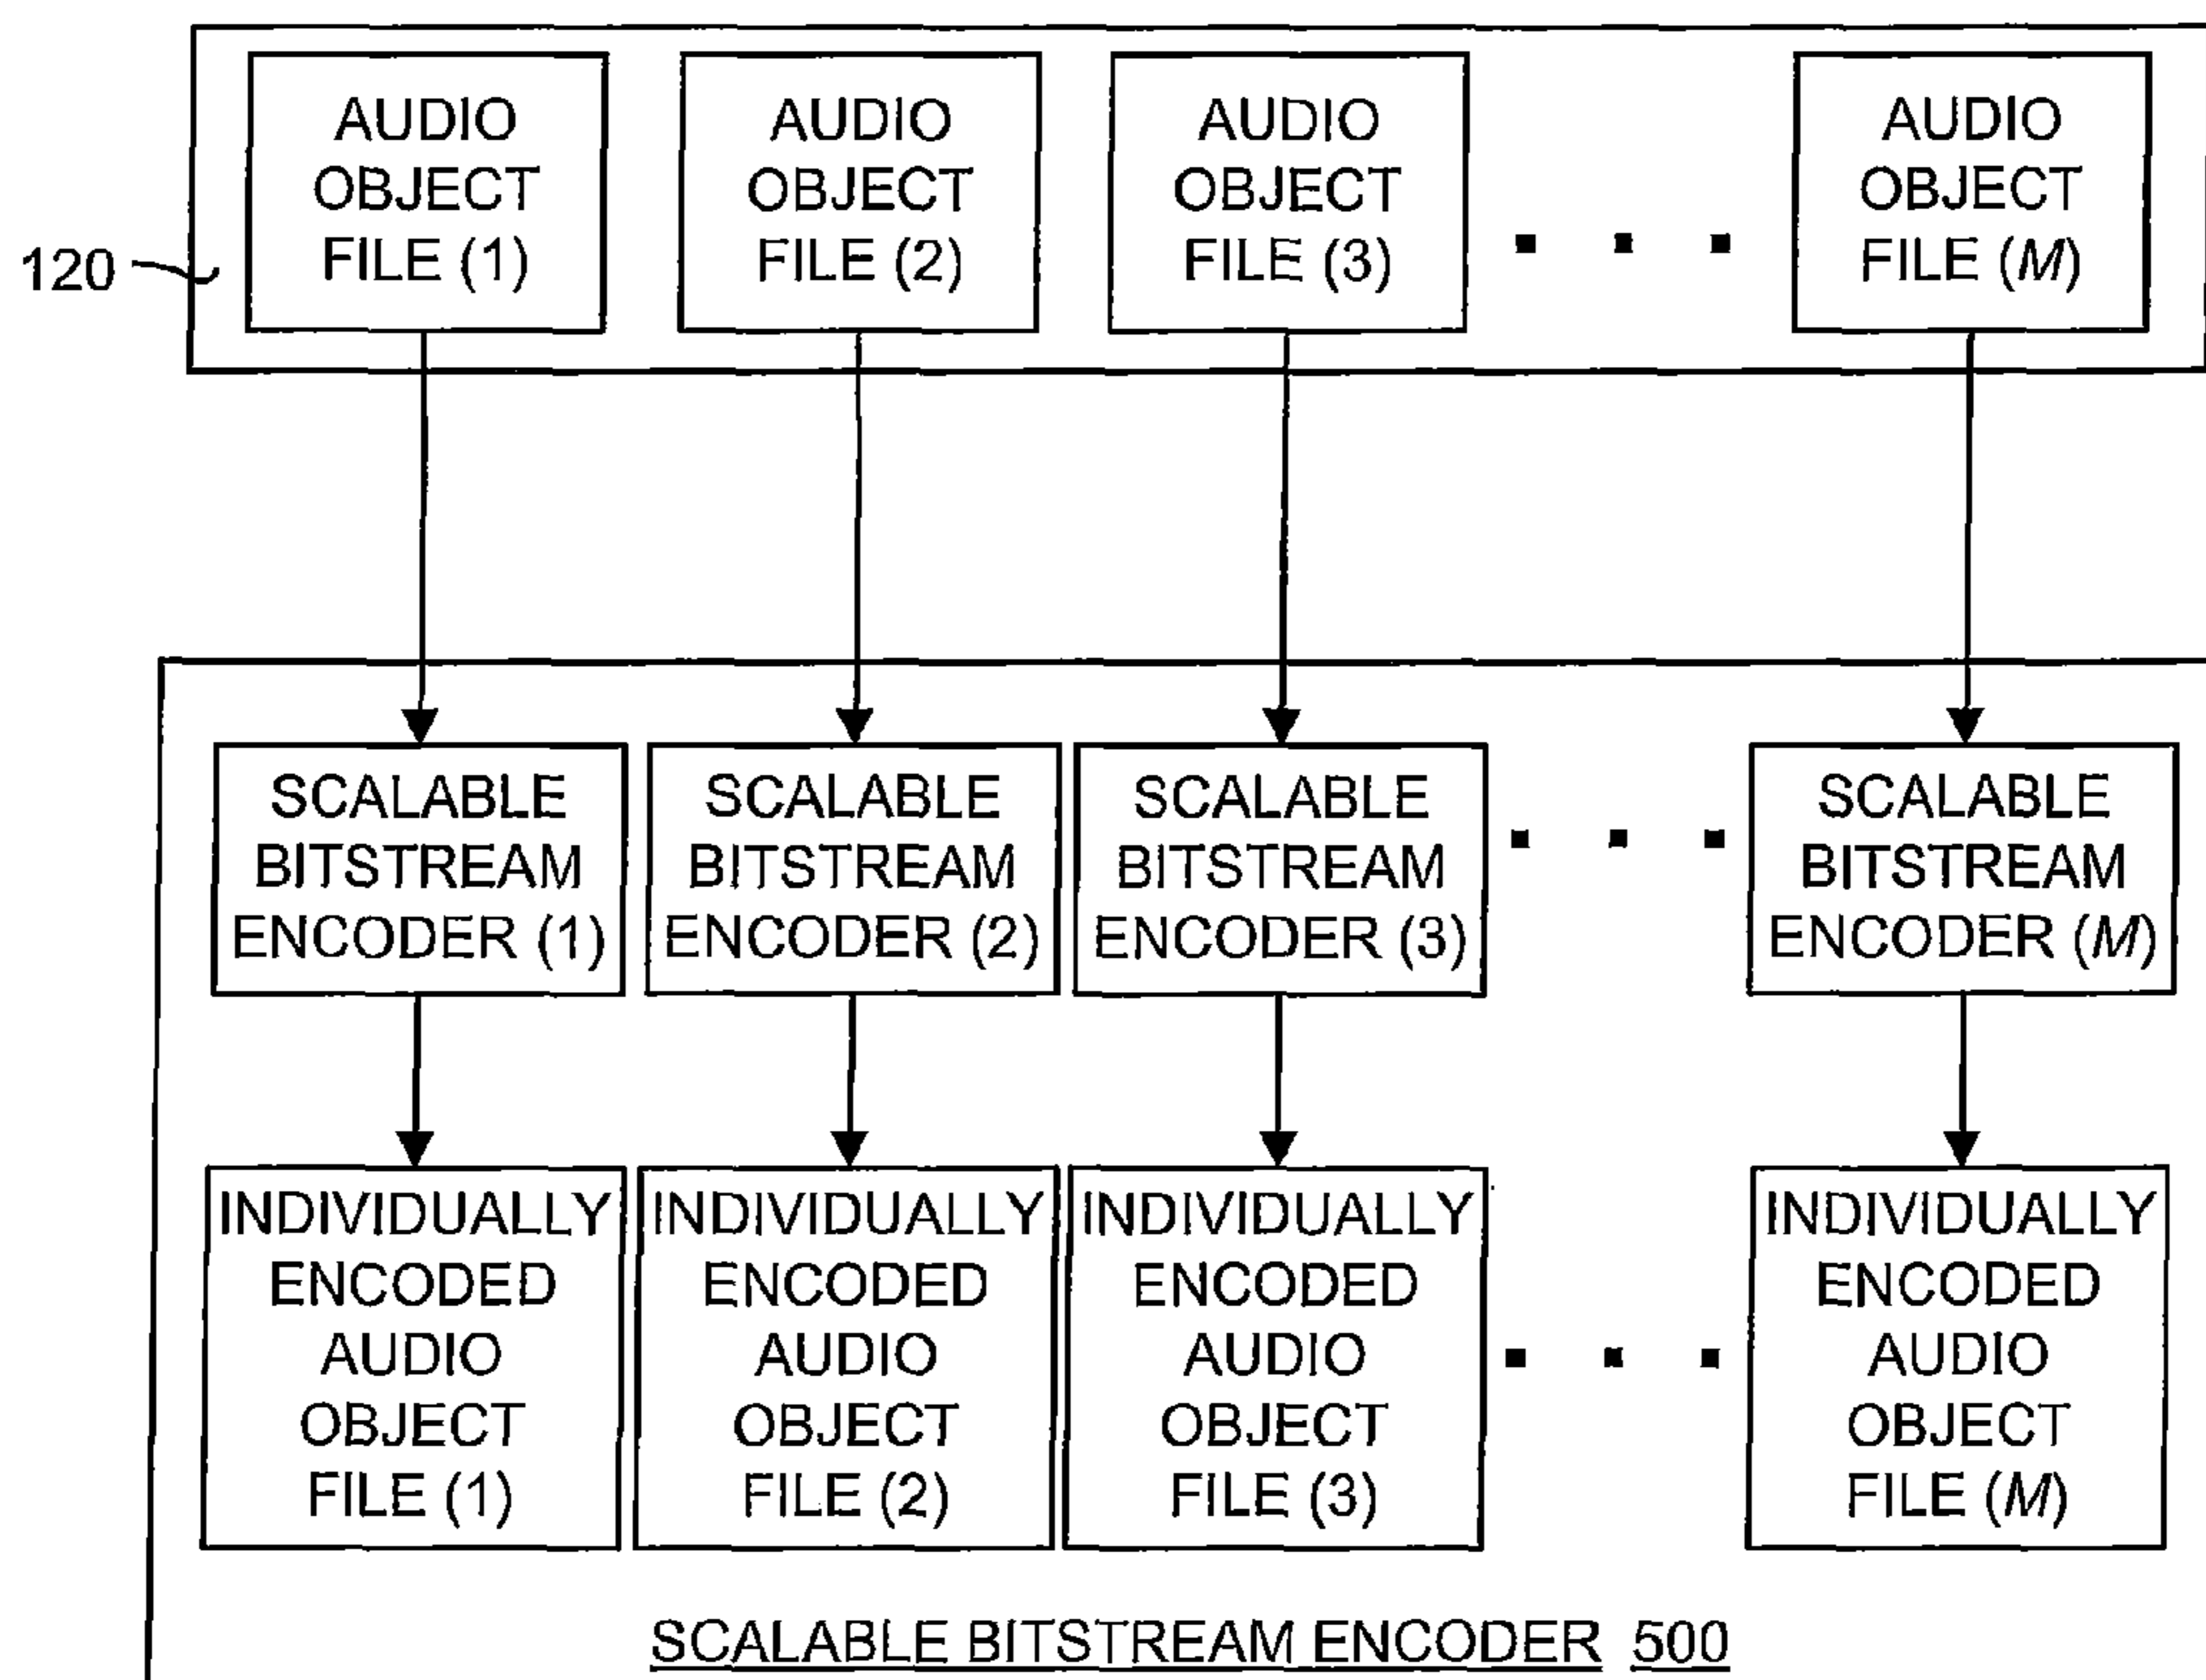 AUDIO
OBJECT
FILE (1)
AUDIO
OBJECT
FILE (2)
AUDIO
OBJECT
FILE (3)
AUDIO
OBJECT
FILE (M)
120
SCALABLE
BITSTREAM
ENCODER (1)
SCALABLE
BITSTREAM
ENCODER (2)
SCALABLE
BITSTREAM
ENCODER (3)
SCALABLE
BITSTREAM
ENCODER (M)
INDIVIDUALLY
ENCODED
AUDIO
OBJECT
FILE (1)
INDIVIDUALLY
ENCODED
AUDIO
OBJECT
FILE (2)
INDIVIDUALLY
ENCODED
AUDIO
OBJECT
FILE (3)
INDIVIDUALLY
ENCODED
AUDIO
OBJECT
FILE (M)
SCALABLE BITSTREAM ENCODER 500